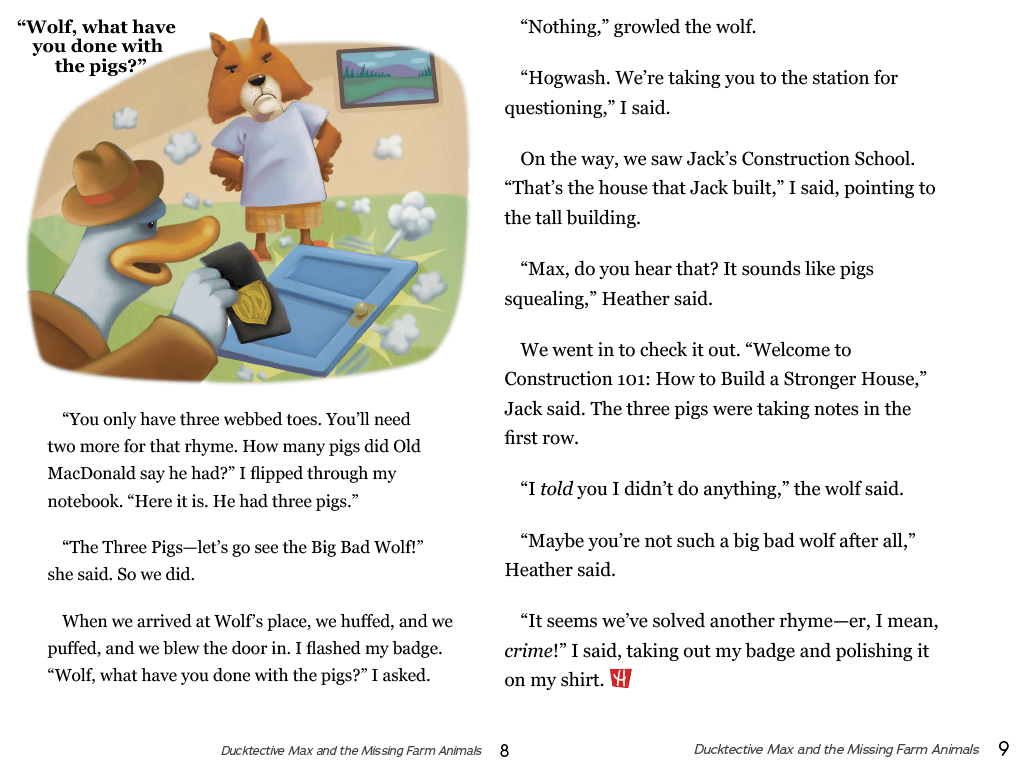 “Wolf, what have
you done with
the pigs?”
“You only have three webbed toes. You’ll need
two more for that rhyme. How many pigs did Old
MacDonald say he had?” I flipped through my
notebook. “Here it is. He had three pigs.”
“The Three Pigs—let’s go see the Big Bad Wolf!”
she said. So we did.
When we arrived at Wolf’s place, we huffed, and we
puffed, and we blew the door in. I flashed my badge.
“Wolf, what have you done with the pigs?” I asked.
Ducktective Max and the Missing Farm Animals 8
“Nothing,” growled the wolf.
“Hogwash. We’re taking you to the station for
questioning,” I said.
On the way, we saw Jack’s Construction School.
“That’s the house that Jack built,” I said, pointing to
the tall building.
“Max, do you hear that? It sounds like pigs
squealing,” Heather said.
We went in to check it out. “Welcome to
Construction 101: How to Build a Stronger House,”
Jack said. The three pigs were taking notes in the
first row.
“I told you I didn’t do anything,” the wolf said.
“Maybe you’re not such a big bad wolf after all,”
Heather said.
“It seems we’ve solved another rhyme—er, I mean,
crime!” I said, taking out my badge and polishing it
on my shirt. H
Ducktective Max and the Missing Farm Animals 9